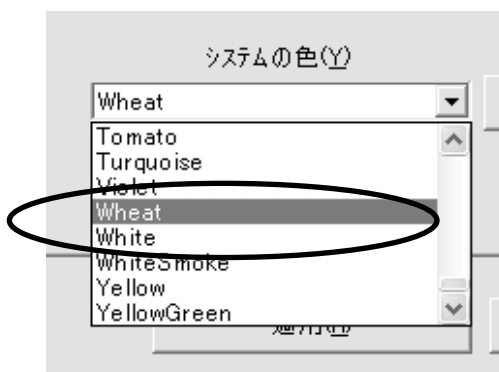 システムの色(Y)
Wheat
Tomato
Turquoise
Violet
Wheat
White
WhiteSmoke
Yellow
YellowGreen